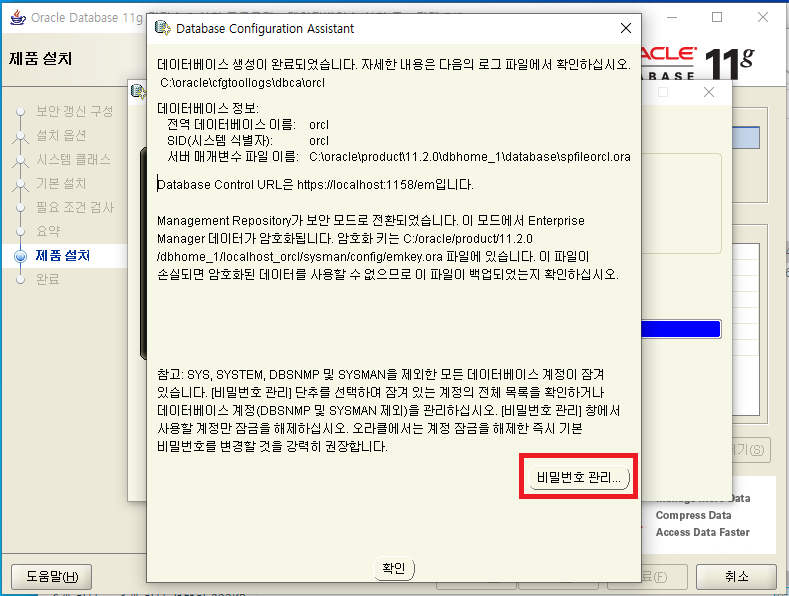 Oracle Database 11g
제품 설치
보안 갱신 구성
설치 옵션
시스템 클래스
기본 설치
필요 조건 검사
요약
제품 설치
완료
도움말(H)
Database Configuration Assistant
데이터베이스 생성이 완료되었습니다. 자세한 내용은 다음의 로그 파일에서 확인하십시오.
C:\oracle\cfgtoollogs\dbca\orcl
데이터베이스 정보:
전역 데이터베이스 이름: orcl
SID(시스템 식별자): orcl
서버 매개변수 파일 이름: C:\oracle\product\11.2.0\dbhome_1\database\spfileorcl.ora
Database Control URL은 https://localhost:1158/em입니다.
Management Repository가 보안 모드로 전환되었습니다. 이 모드에서 Enterprise
Manager 데이터가 암호화됩니다. 암호화 키는 C:/oracle/product/11.2.0
/dbhome_1/localhost_orcl/sysman/config/emkey.ora 파일에 있습니다. 이 파일이
손실되면 암호화된 데이터를 사용할 수 없으므로 이 파일이 백업되었는지 확인하십시오.
참고: SYS, SYSTEM, DBSNMP 및 SYSMAN을 제외한 모든 데이터베이스 계정이 잠겨
있습니다. [비밀번호 관리] 단추를 선택하여 잠겨 있는 계정의 전체 목록을 확인하거나
데이터베이스 계정(DBSNMP 및 SYSMAN 제외)을 관리하십시오. [비밀번호 관리] 창에서
사용할 계정만 잠금을 해제하십시오. 오라클에서는 계정 잠금을 해제한 즉시 기본
비밀번호를 변경할 것을 강력히 권장합니다.
비밀번호 관리...
확인
ACLE
BASE 11g
기(S)
Data
Compress Data
Access Data Faster
료(F)
취소